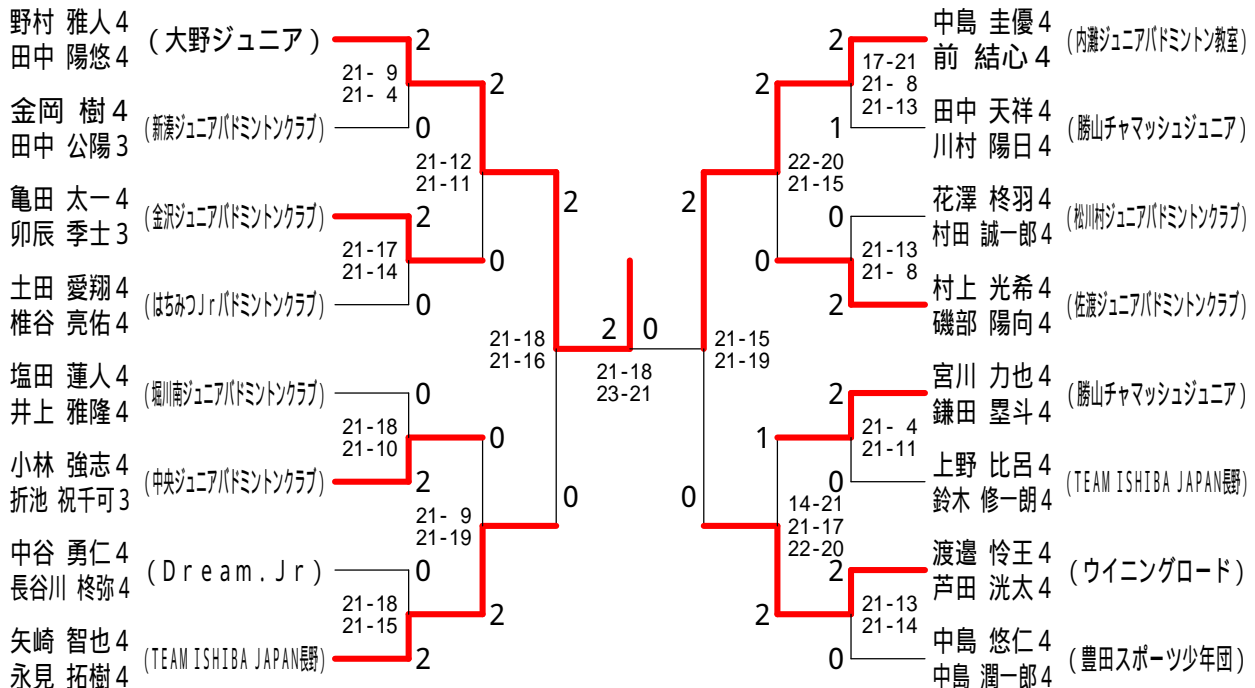 野村 雅人 4
田中 陽悠 4
(大野ジュニア)
2
21- 9
21- 4
金岡 樹 4
田中 公陽 3
(新湊ジュニアバドミントンクラブ)
0
2
21-12
21-11
亀田 太一 4
卯辰 季士 3
(金沢ジュニアバドミントンクラブ)
2
21-17
21-14
0
土田 愛翔 4
椎谷 亮佑 4
(はちみつJrバドミントンクラブ)
0
2
21-18
21-16
塩田 蓮人 4
井上 雅隆 4
(堀川南ジュニアバドミントンクラブ)
0
21-18
21-10
0
小林 強志 4
折池 祝千可 3
(中央ジュニアバドミントンクラブ)
2
21- 9
21-19
0
中谷 勇仁 4
長谷川 柊弥 4
(Dream.Jr)
0
21-18
21-15
2
矢崎 智也 4
永見 拓樹 4
(TEAM ISHIBA JAPAN長野)
2
2 0
21-18
23-21
2
中島 圭優 4
前 結心 4
(内灘ジュニアバドミントン教室)
17-21
21- 8
21-13
2
1
田中 天祥 4
川村 陽日 4
(勝山チャマッシュジュニア)
22-20
21-15
2
0
花澤 柊羽 4
村田 誠一郎 4
(松川村ジュニアバドミントンクラブ)
21-13
21- 8
0
2
村上 光希 4
磯部 陽向 4
(佐渡ジュニアバドミントンクラブ)
21-15
21-19
2
宮川 力也 4
鎌田 塁斗 4
(勝山チャマッシュジュニア)
21- 4
21-11
1
0
上野 比呂 4
鈴木 修一朗 4
(TEAM ISHIBA JAPAN長野)
0
14-21
21-17
22-20
2
渡邉 怜王 4
芦田 洸太 4
(ウイニングロード)
21-13
21-14
2
0
中島 悠仁 4
中島 潤一郎 4
(豊田スポーツ少年団)